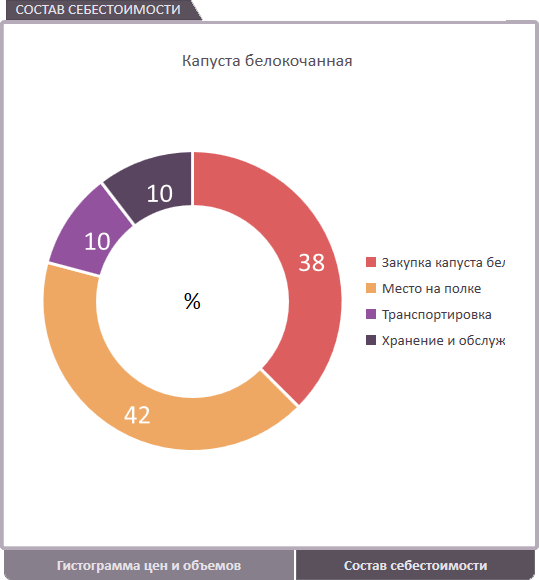 СОСТАВ СЕБЕСТОИМОСТИ
Капуста белокочанная
10
10
38
%
42
Закупка капуста бел
Место на полке
Транспортировка
Хранение и обслуж
Гистограмма цен и объемов
Состав себестоимости